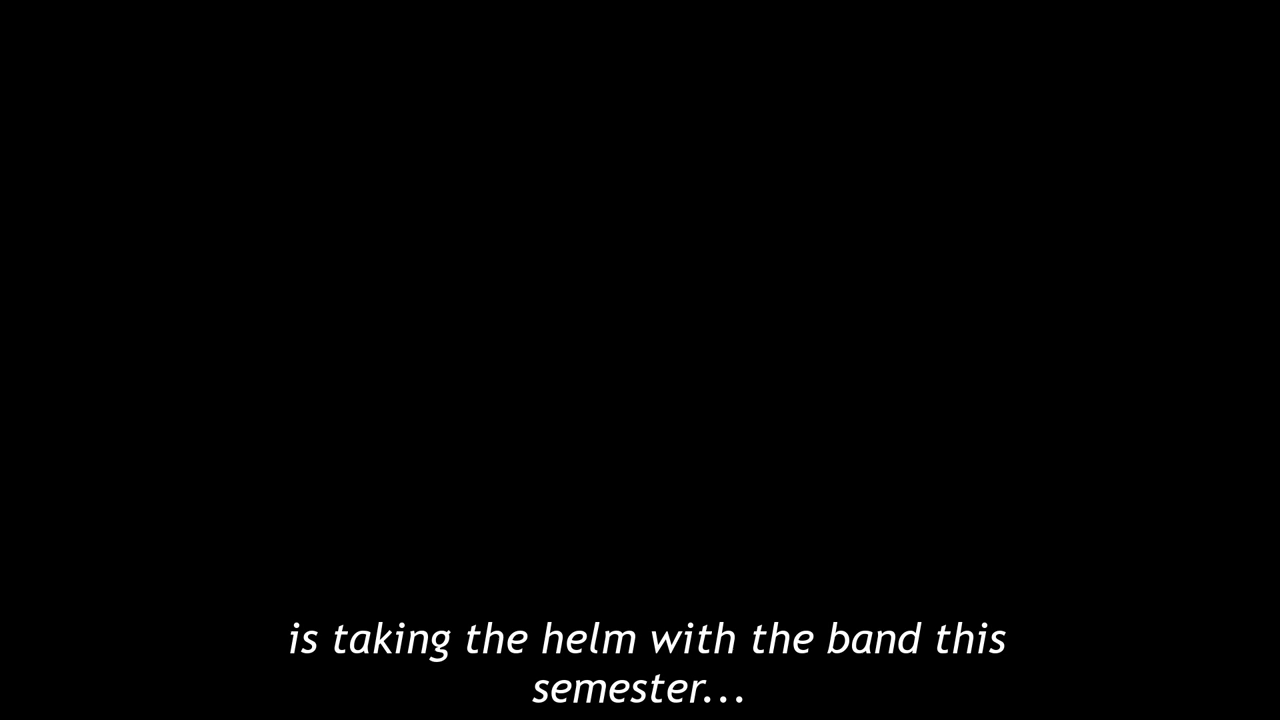 is taking the helm with the band this
semester...